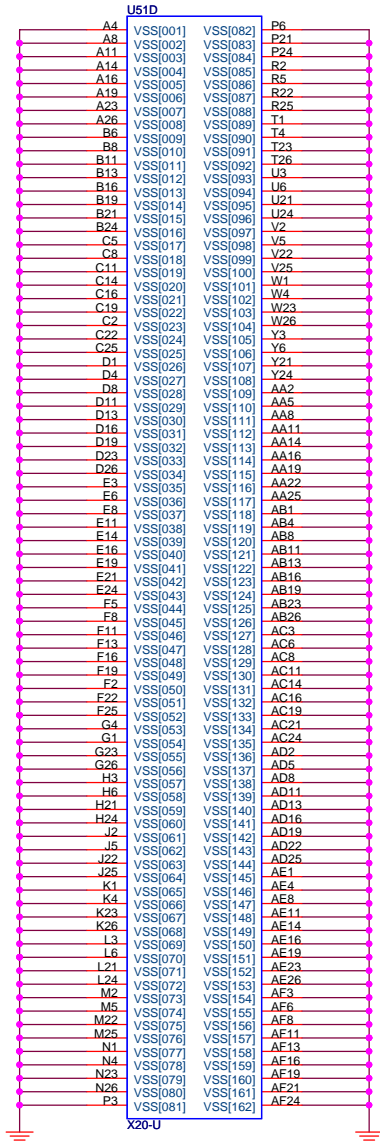 U51D
A4 VSS[001] VSS[082] P6
A8 VSS[002] VSS[083] P21
A11 VSS[003] VSS[084] P24
A14 VSS[004] VSS[085] R2
A16 VSS[005] VSS[086] R5
A19 VSS[006] VSS[087] R22
A23 VSS[007] VSS[088] R25
A26 VSS[008] VSS[089] T1
B6 VSS[009] VSS[090] T4
B8 VSS[010] VSS[091] T23
B11 VSS[011] VSS[092] T26
B13 VSS[012] VSS[093] U3
B16 VSS[013] VSS[094] U6
B19 VSS[014] VSS[095] U21
B21 VSS[015] VSS[096] U24
B24 VSS[016] VSS[097] V2
C5 VSS[017] VSS[098] V5
C8 VSS[018] VSS[099] V22
C11 VSS[019] VSS[100] V25
C14 VSS[020] VSS[101] W1
C16 VSS[021] VSS[102] W4
C19 VSS[022] VSS[103] W23
C2 VSS[023] VSS[104] W26
C22 VSS[024] VSS[105] Y3
C25 VSS[025] VSS[106] Y6
D1 VSS[026] VSS[107] Y21
D4 VSS[027] VSS[108] Y24
D8 VSS[028] VSS[109] AA2
D11 VSS[029] VSS[110] AA5
D13 VSS[030] VSS[111] AA8
D16 VSS[031] VSS[112] AA11
D19 VSS[032] VSS[113] AA14
D23 VSS[033] VSS[114] AA16
D26 VSS[034] VSS[115] AA19
E3 VSS[035] VSS[116] AA22
E6 VSS[036] VSS[117] AA25
E8 VSS[037] VSS[118] AB1
E11 VSS[038] VSS[119] AB4
E14 VSS[039] VSS[120] AB8
E16 VSS[040] VSS[121] AB11
E19 VSS[041] VSS[122] AB13
E21 VSS[042] VSS[123] AB16
E24 VSS[043] VSS[124] AB19
F5 VSS[044] VSS[125] AB23
F8 VSS[045] VSS[126] AB26
F11 VSS[046] VSS[127] AC3
F13 VSS[047] VSS[128] AC6
F16 VSS[048] VSS[129] AC8
F19 VSS[049] VSS[130] AC11
F2 VSS[050] VSS[131] AC14
F22 VSS[051] VSS[132] AC16
F25 VSS[052] VSS[133] AC19
G4 VSS[053] VSS[134] AC21
G1 VSS[054] VSS[135] AC24
G23 VSS[055] VSS[136] AD2
G26 VSS[056] VSS[137] AD5
H3 VSS[057] VSS[138] AD8
H6 VSS[058] VSS[139] AD11
H21 VSS[059] VSS[140] AD13
H24 VSS[060] VSS[141] AD16
J2 VSS[061] VSS[142] AD19
J5 VSS[062] VSS[143] AD22
J22 VSS[063] VSS[144] AD25
J25 VSS[064] VSS[145] AE1
K1 VSS[065] VSS[146] AE4
K4 VSS[066] VSS[147] AE8
K23 VSS[067] VSS[148] AE11
K26 VSS[068] VSS[149] AE14
L3 VSS[069] VSS[150] AE16
L6 VSS[070] VSS[151] AE19
L21 VSS[071] VSS[152] AE23
L24 VSS[072] VSS[153] AE26
M2 VSS[073] VSS[154] AF3
M5 VSS[074] VSS[155] AF6
M22 VSS[075] VSS[156] AF8
M25 VSS[076] VSS[157] AF11
N1 VSS[077] VSS[158] AF13
N4 VSS[078] VSS[159] AF16
N23 VSS[079] VSS[160] AF19
N26 VSS[080] VSS[161] AF21
P3 VSS[081] VSS[162] AF24
X20-U